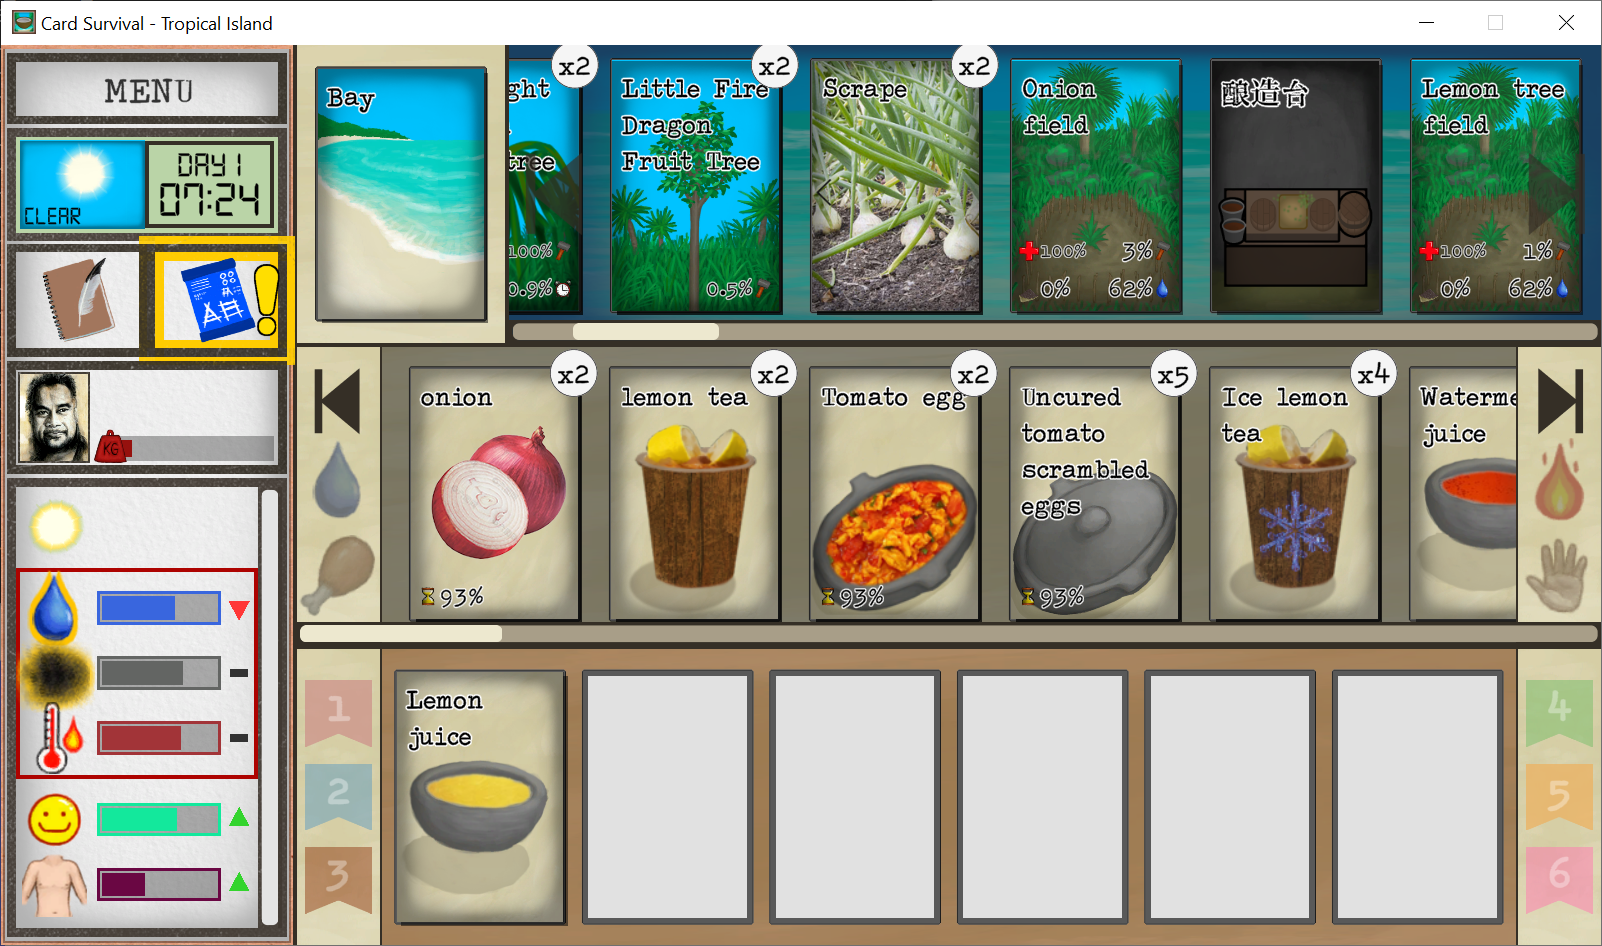 Card Survival - Tropical Island
MENU
DAY 1
07:24
CLEAR
KG
Bay
ght
tree
100%
0.9%
x2
Little Fire
Dragon
Fruit Tree
0.5%
x2
Scrape
x2
Onion
field
100%
3%
0%
62%
酿造台
Lemon tree
field
100%
1%
0%
62%
onion
x2
93%
lemon tea
x2
Tomato egg
x2
93%
Uncured
tomato
scrambled
eggs
x5
93%
Ice lemon
tea
x4
Waterme
juice
1
2
3
Lemon
juice
4
5
6